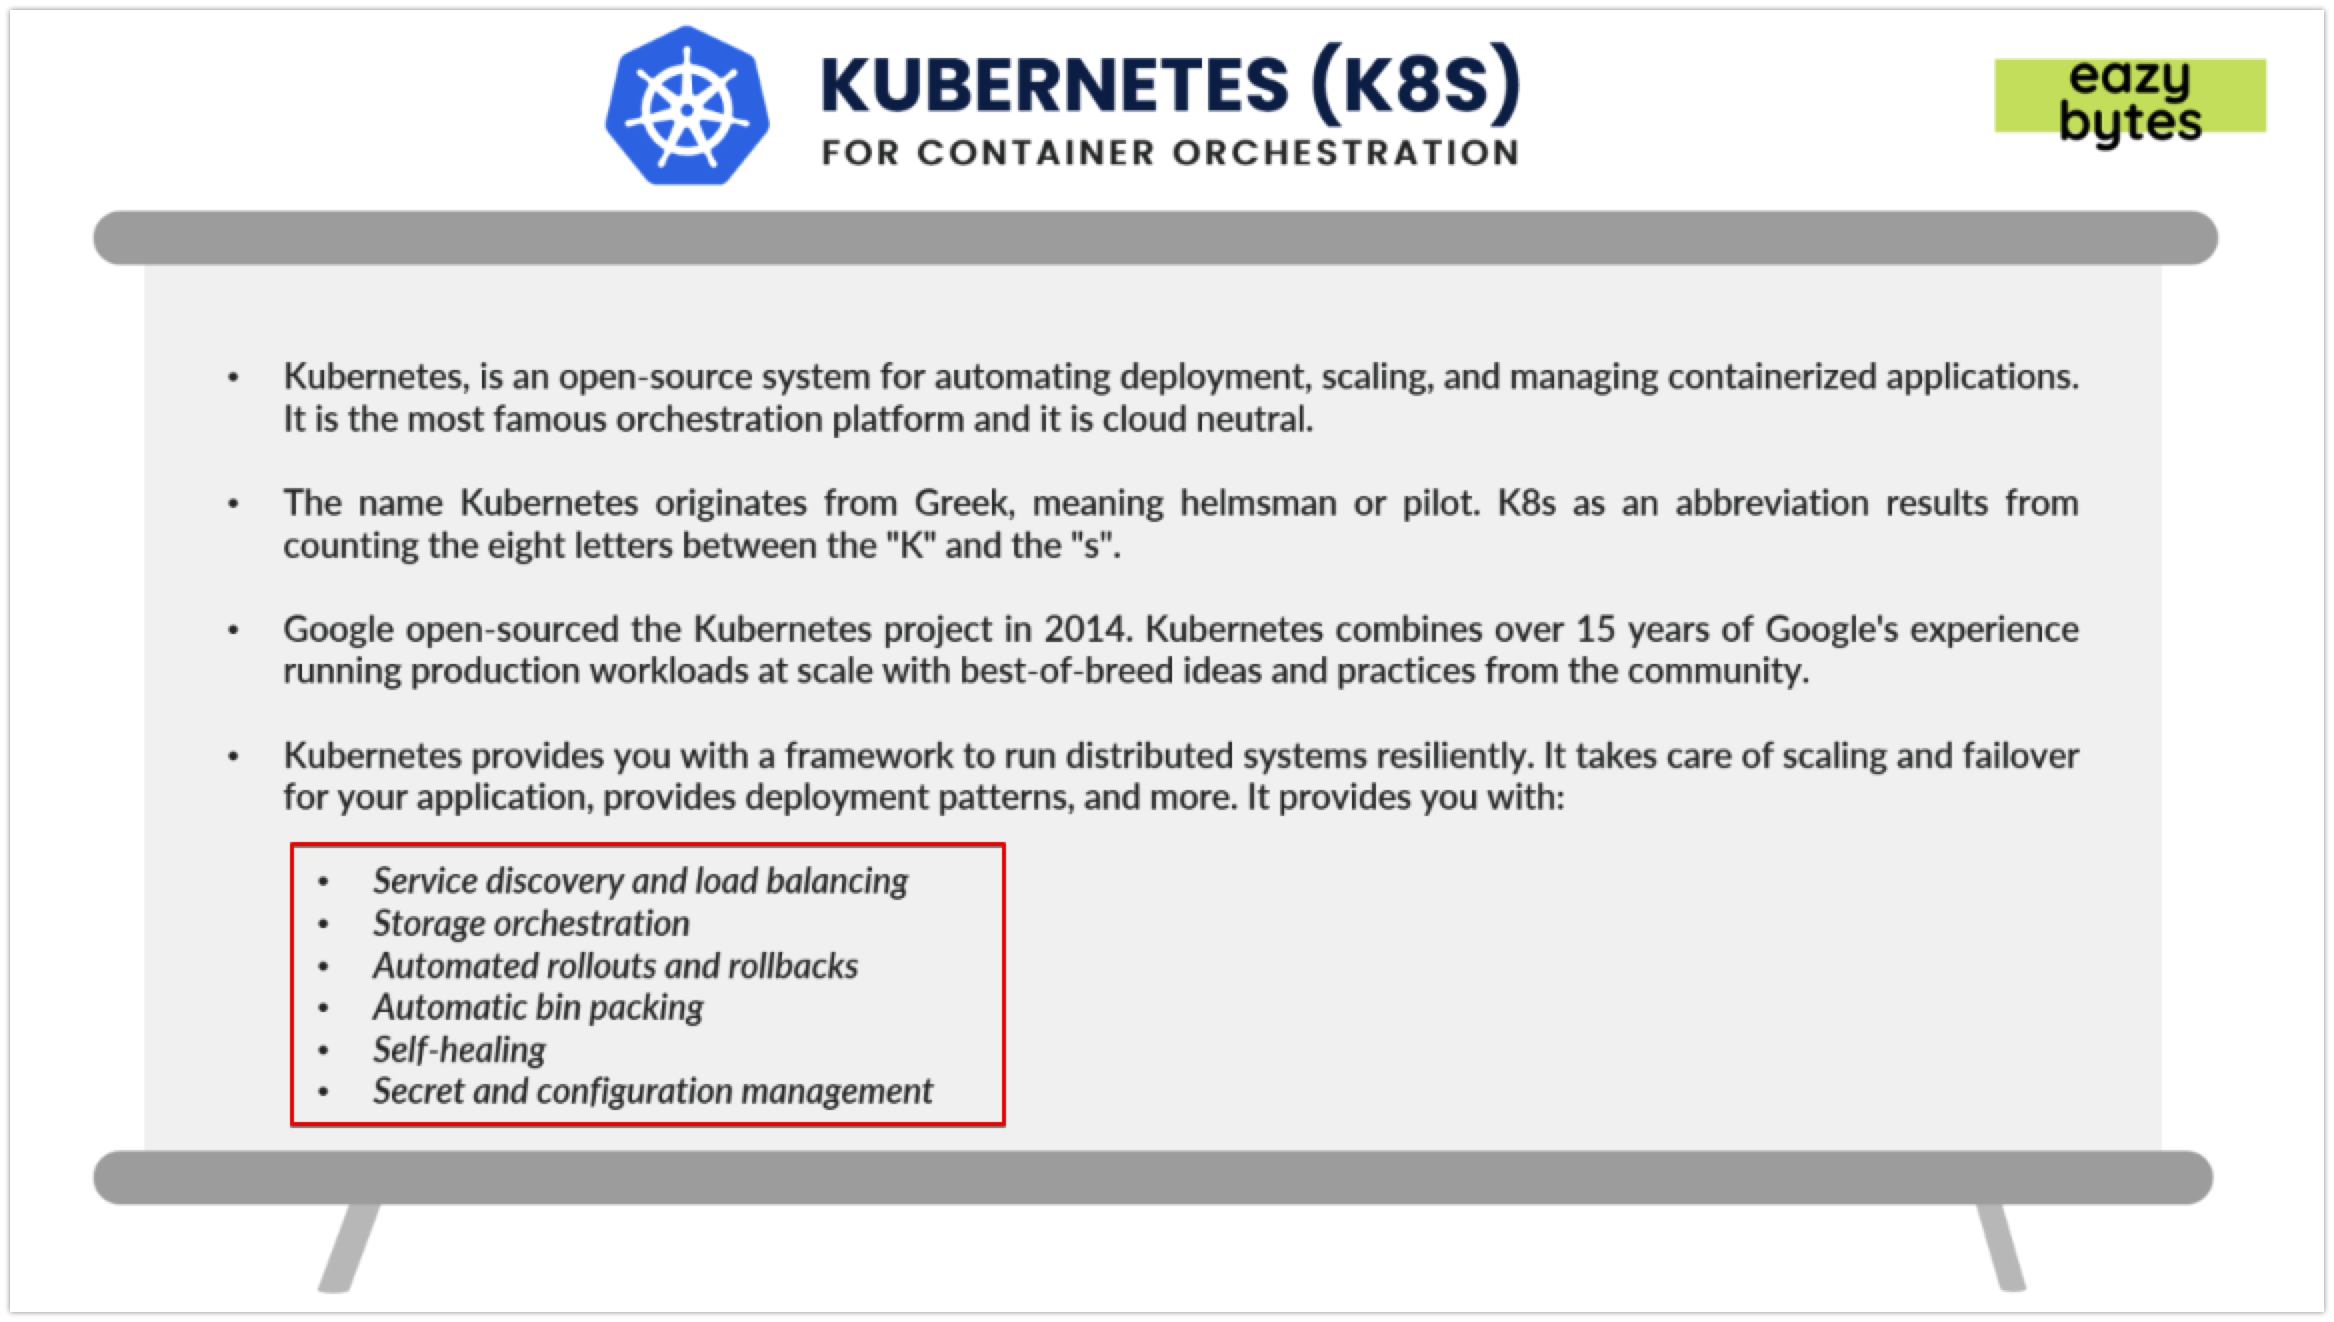 KUBERNETES (K8S)
FOR CONTAINER ORCHESTRATION
eazy
bytes
• Kubernetes, is an open-source system for automating deployment, scaling, and managing containerized applications.
It is the most famous orchestration platform and it is cloud neutral.
• The name Kubernetes originates from Greek, meaning helmsman or pilot. K8s as an abbreviation results from
counting the eight letters between the "K" and the "s".
• Google open-sourced the Kubernetes project in 2014. Kubernetes combines over 15 years of Google's experience
running production workloads at scale with best-of-breed ideas and practices from the community.
• Kubernetes provides you with a framework to run distributed systems resiliently. It takes care of scaling and failover
for your application, provides deployment patterns, and more. It provides you with:
• Service discovery and load balancing
• Storage orchestration
• Automated rollouts and rollbacks
• Automatic bin packing
• Self-healing
• Secret and configuration management